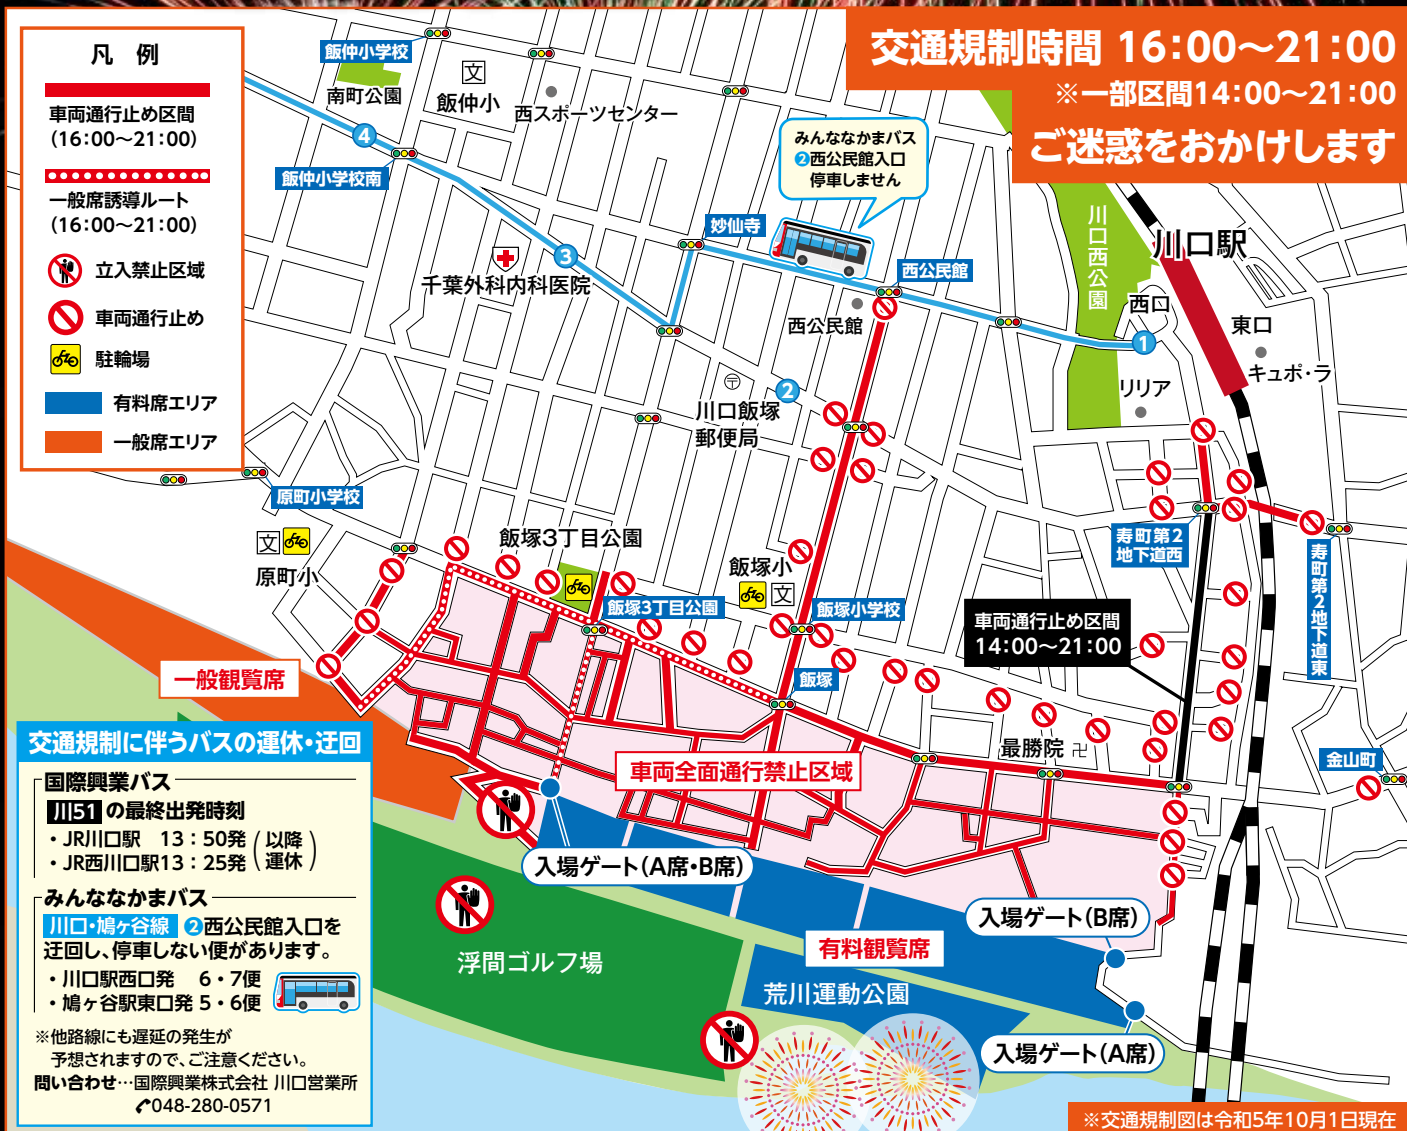 交通規制時間 16:00～21:00
※一部区間14:00～21:00
ご迷惑をおかけします
凡 例
車両通行止め区間
(16:00～21:00)
一般席誘導ルート
(16:00～21:00)
立入禁止区域
車両通行止め
駐輪場
有料席エリア
一般席エリア
飯仲小学校
南町公園
文
飯仲小
西スポーツセンター
4
飯仲小学校南
みんななかまバス
2西公民館入口
停車しません
妙仙寺
3
千葉外科内科医院
西公民館
西公民館
川口西公園
川口駅
西口
東口
1
キュポ・ラ
リリア
〒
2
川口飯塚
郵便局
原町小学校
文
原町小
飯塚3丁目公園
飯塚小
文
飯塚3丁目公園
飯塚小学校
寿町第2
地下道西
寿町第2地下道東
車両通行止め区間
14:00～21:00
一般観覧席
飯塚
最勝院 卍
金山町
車両全面通行禁止区域
入場ゲート(A席・B席)
入場ゲート(B席)
有料観覧席
浮間ゴルフ場
荒川運動公園
入場ゲート(A席)
交通規制に伴うバスの運休・迂回
国際興業バス
川51の最終出発時刻
・JR川口駅 13：50発
・JR西川口駅13：25発
(以降
運休)
みんななかまバス
川口・鳩ヶ谷線 2西公民館入口を
迂回し、停車しない便があります。
・川口駅西口発 6・7便
・鳩ヶ谷駅東口発 5・6便
※他路線にも遅延の発生が
予想されますので、ご注意ください。
問い合わせ…国際興業株式会社 川口営業所
048-280-0571
※交通規制図は令和5年10月1日現在